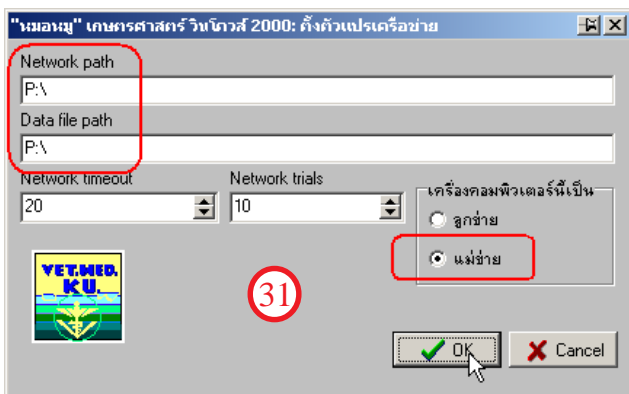 "หมอหมู" เกษตรศาสตร์ วินโดวส์ 2000: ตั้งตัวแปรเครือข่าย
Network path
P:\
Data file path
P:\
Network timeout
Network trials
เครื่องคอมพิวเตอร์นี้เป็น
20
10
ลูกข่าย
แม่ข่าย
VET.MED.
KU.
31
OK
Cancel